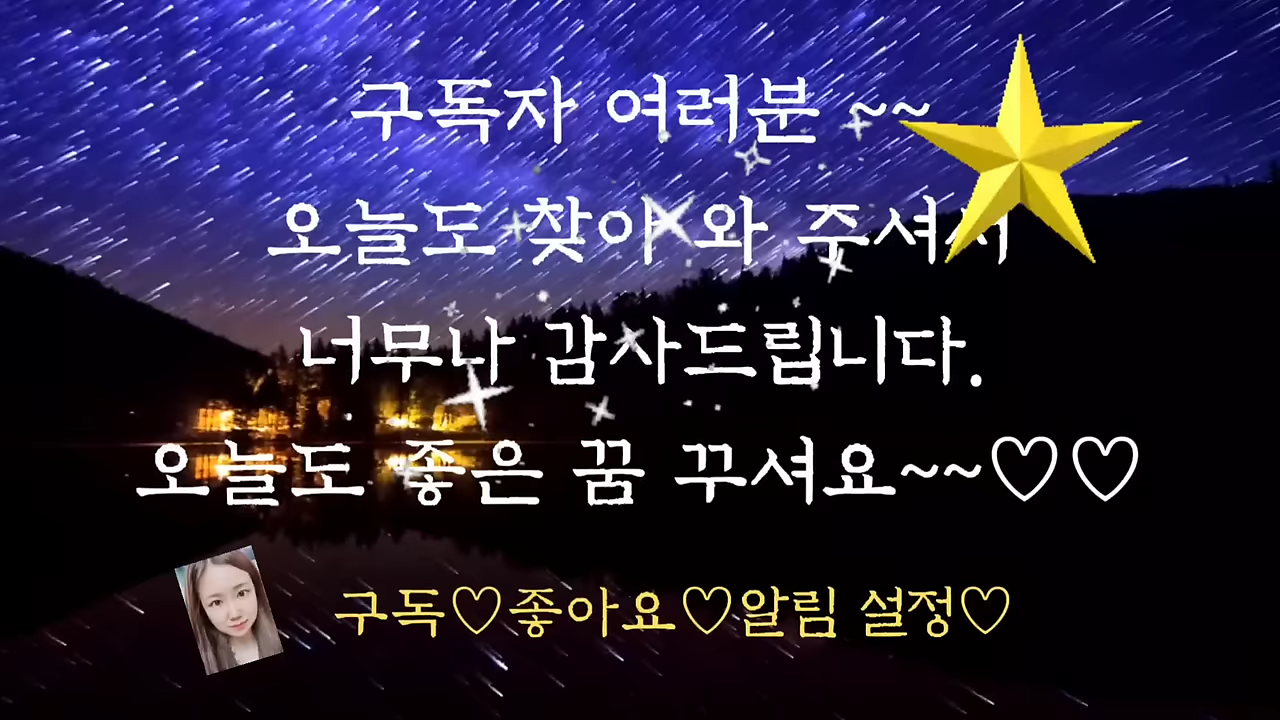 구독자 여러분 ~~
오늘도 찾아 와 주셔서
너무나 감사드립니다.
오늘도 좋은 꿈 꾸셔요~~♡♡
구독♡좋아요♡알림 설정♡